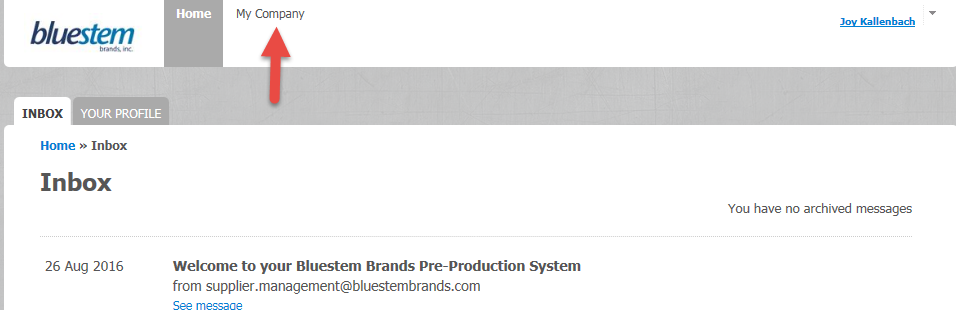 Home
My Company
Joy Kallenbach
bluestem
brands, inc.
INBOX
YOUR PROFILE
Home » Inbox
Inbox
You have no archived messages
26 Aug 2016
Welcome to your Bluestem Brands Pre-Production System
from supplier.management@bluestembrands.com
See message